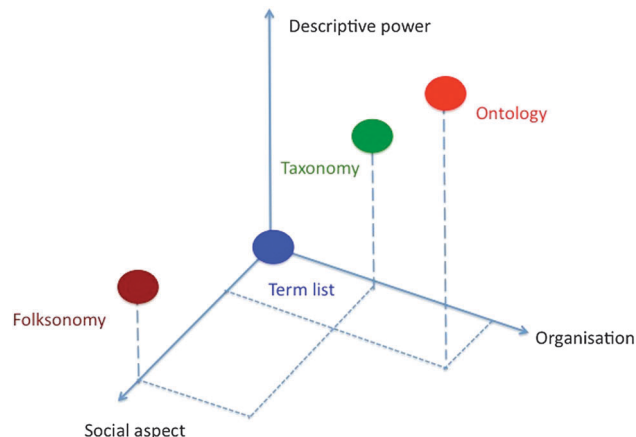 Descriptive power
Ontology
Taxonomy
Term list
Folksonomy
Organisation
Social aspect